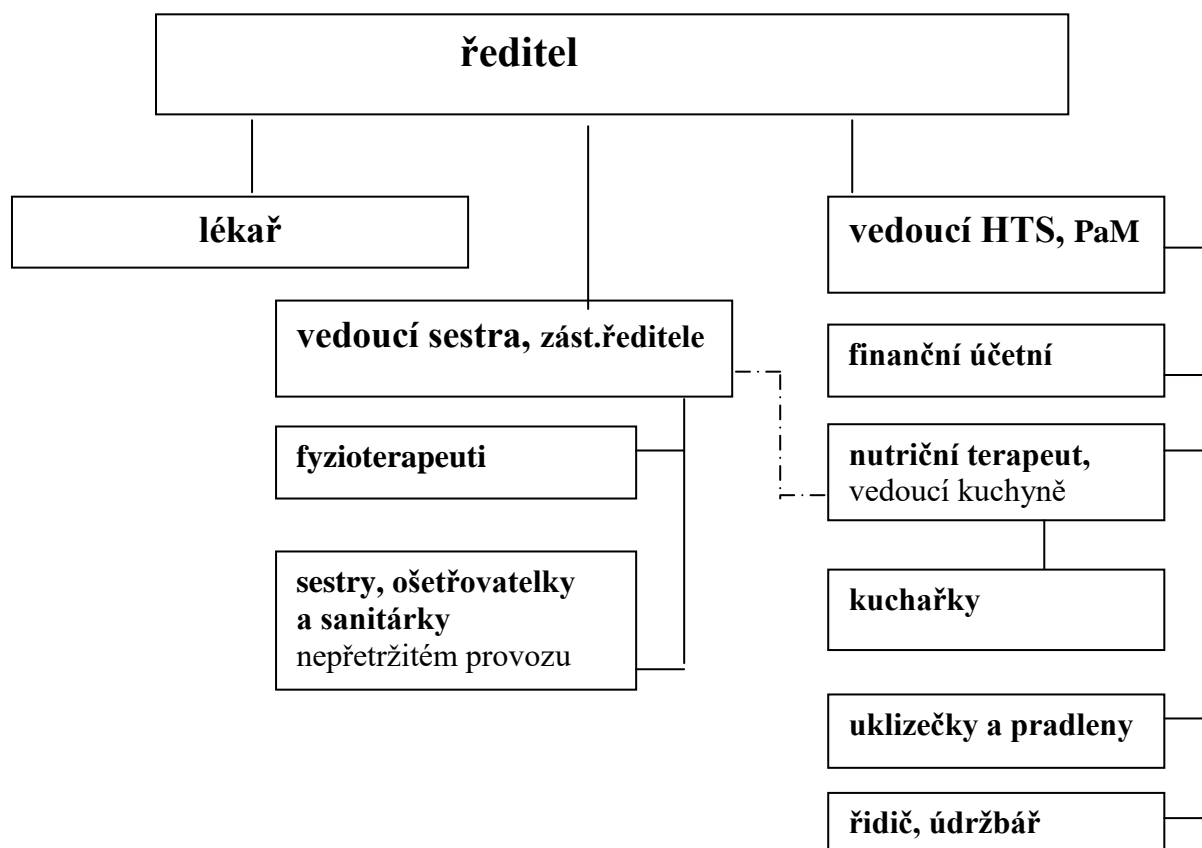 ředitel
lékař
vedoucí HTS, PaM
vedoucí sestra, zást.ředitele
finanční účetní
fyzioterapeuti
nutriční terapeut,
vedoucí kuchyně
sestry, ošetřovatelky
a sanitárky
nepřetržitém provozu
kuchařky
uklizečky a pradleny
řidič, údržbář